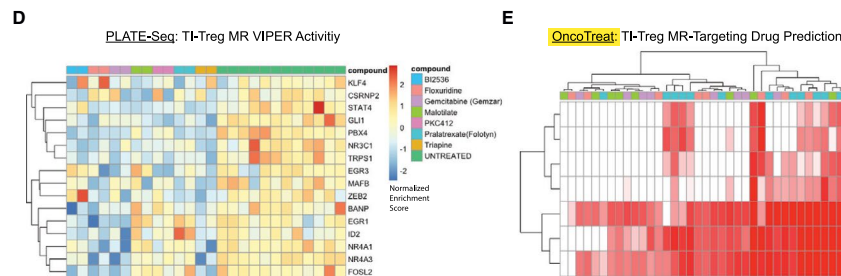 D
PLATE-Seq: TI-Treg MR VIPER Activitiy
compound
KLF4
CSRNP2
STAT4
GLI1
PBX4
NR3C1
TRPS1
EGR3
MAFB
ZEB2
BANP
EGR1
ID2
NR4A1
NR4A3
FOSL2
2
1
0
-1
-2
Normalized
Enrichment
Score
compound
BI2536
Floxuridine
Gemcitabine (Gemzar)
Malotilate
PKC412
Pralatrexate(Folotyn)
Triapine
UNTREATED
E
OncoTreat: TI-Treg MR-Targeting Drug Prediction